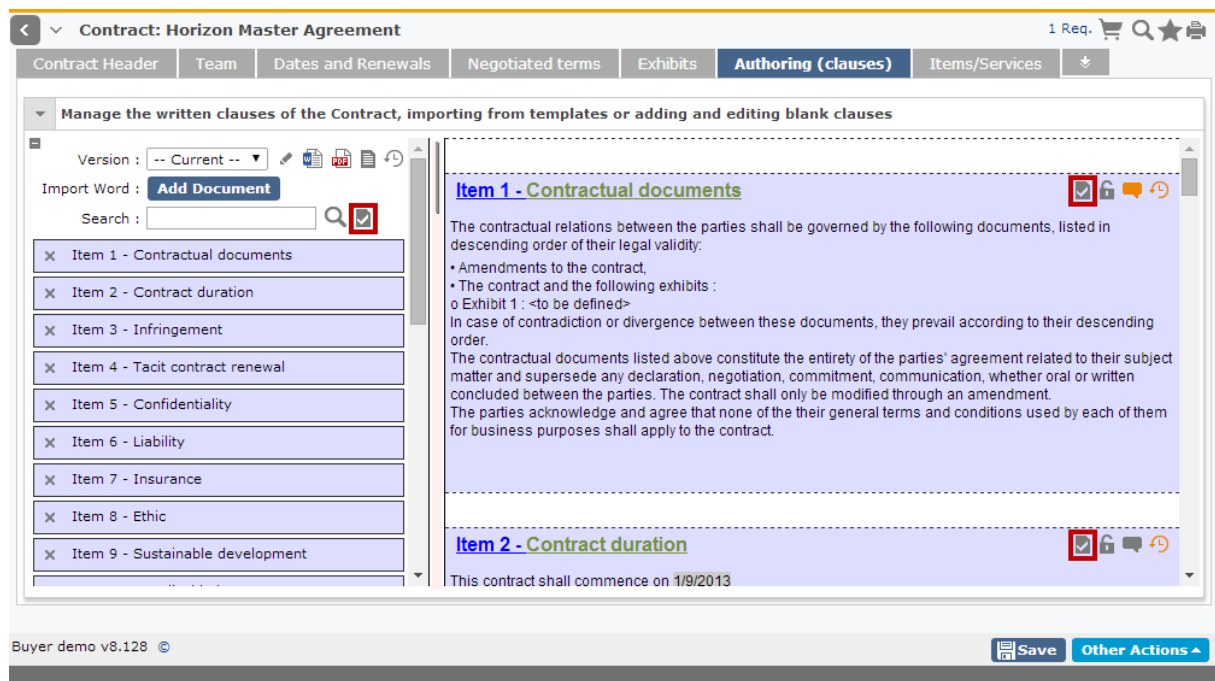 Contract: Horizon Master Agreement
1 Req.
Contract Header Team Dates and Renewals Negotiated terms Exhibits Authoring (clauses) Items/Services
Manage the written clauses of the Contract, importing from templates or adding and editing blank clauses
Version : -- Current --
PDF
Import Word : Add Document
Search :
Item 1 - Contractual documents
Item 2 - Contract duration
Item 3 - Infringement
Item 4 - Tacit contract renewal
Item 5 - Confidentiality
Item 6 - Liability
Item 7 - Insurance
Item 8 - Ethic
Item 9 - Sustainable development
Item 1 - Contractual documents
The contractual relations between the parties shall be governed by the following documents, listed in
descending order of their legal validity:
• Amendments to the contract,
• The contract and the following exhibits :
o Exhibit 1 : <to be defined>
In case of contradiction or divergence between these documents, they prevail according to their descending
order.
The contractual documents listed above constitute the entirety of the parties' agreement related to their subject
matter and supersede any declaration, negotiation, commitment, communication, whether oral or written
concluded between the parties. The contract shall only be modified through an amendment.
The parties acknowledge and agree that none of the their general terms and conditions used by each of them
for business purposes shall apply to the contract.
Item 2 - Contract duration
This contract shall commence on 1/9/2013
Buyer demo v8.128 ©
Save Other Actions